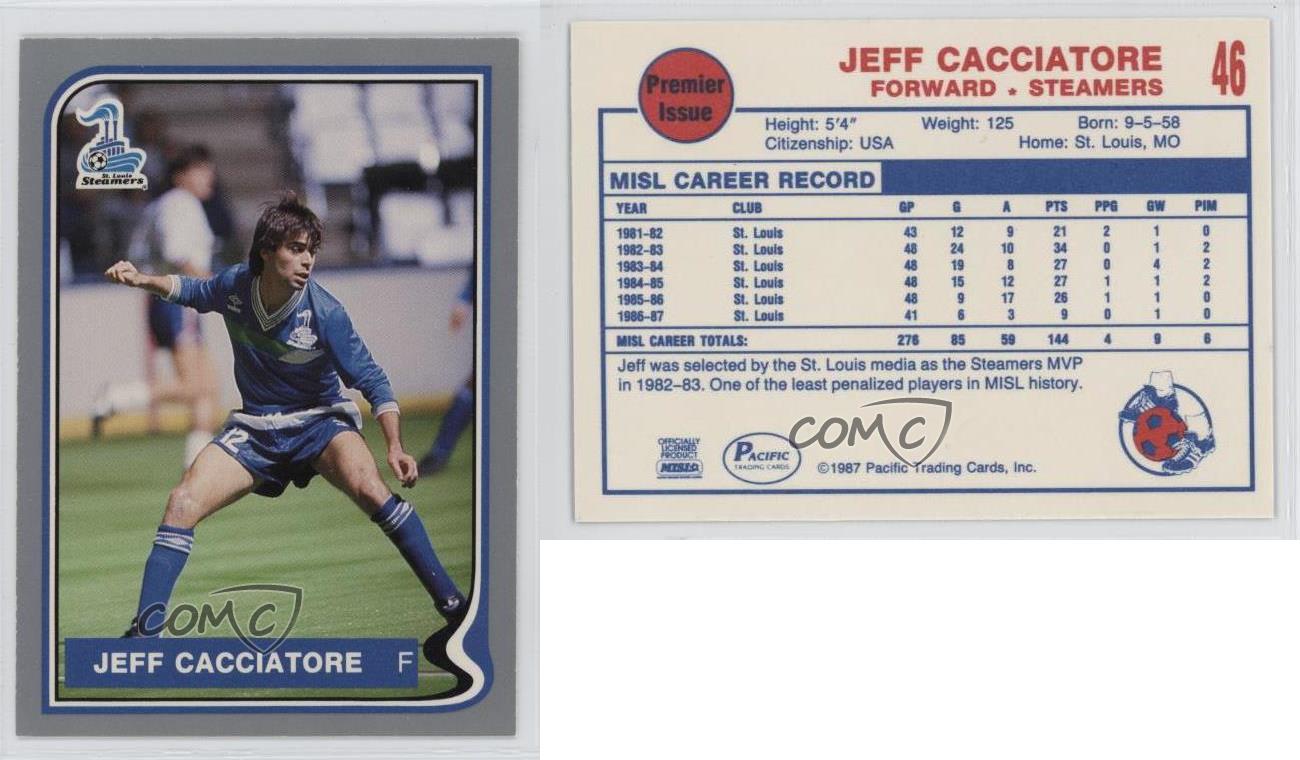 St. Louis
Steamers
12
COMC
JEFF CACCIATORE F
Premier
Issue
JEFF CACCIATORE
FORWARD ★ STEAMERS
46
Height: 5'4" Weight: 125 Born: 9-5-58
Citizenship: USA Home: St. Louis, MO
MISL CAREER RECORD
YEAR CLUB GP G A PTS PPG GW PIM
1981-82 St. Louis 43 12 9 21 2 1 0
1982-83 St. Louis 48 24 10 34 0 1 2
1983-84 St. Louis 48 19 8 27 0 4 2
1984-85 St. Louis 48 15 12 27 1 1 2
1985-86 St. Louis 48 9 17 26 1 1 0
1986-87 St. Louis 41 6 3 9 0 1 0
MISL CAREER TOTALS: 276 85 59 144 4 9 6
Jeff was selected by the St. Louis media as the Steamers MVP
in 1982-83. One of the least penalized players in MISL history.
COMC
OFFICIALLY
LICENSED
PRODUCT
MISL
PACIFIC
TRADING CARDS
©1987 Pacific Trading Cards, Inc.